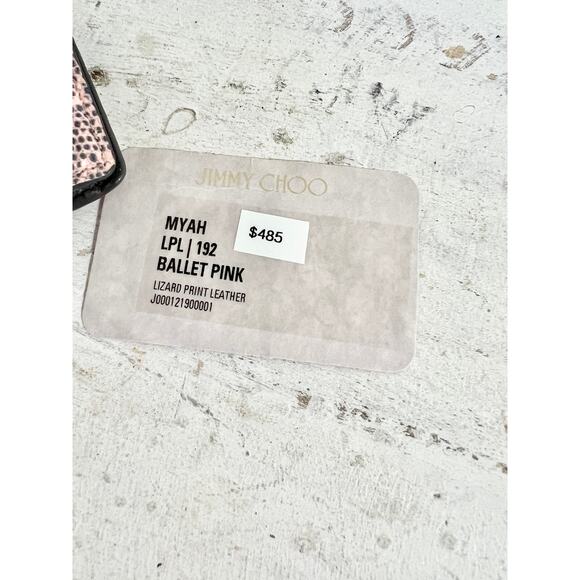 JIMMY CHOO
MYAH
$485
LPL | 192
BALLET PINK
LIZARD PRINT LEATHER
J000121900001